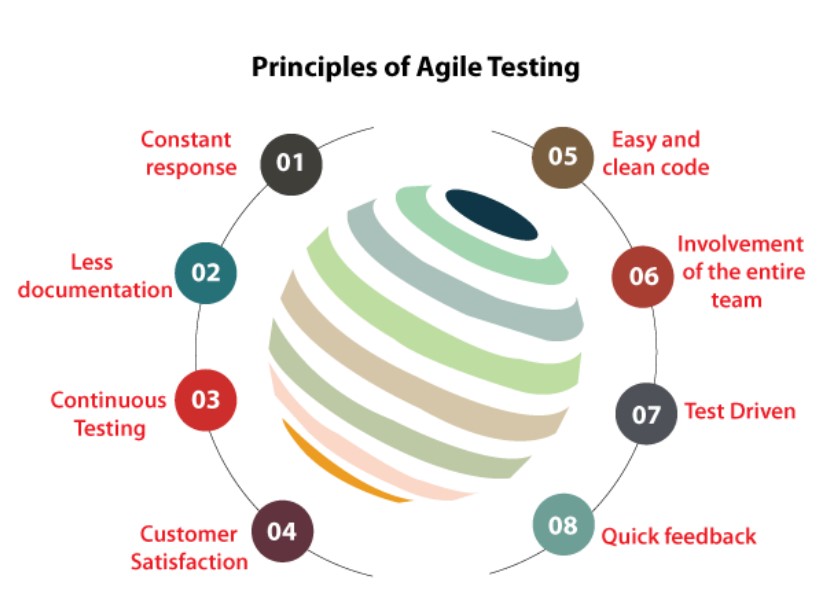 Principles of Agile Testing
01
Constant
response
02
Less
documentation
03
Continuous
Testing
04
Customer
Satisfaction
05
Easy and
clean code
06
Involvement
of the entire
team
07
Test Driven
08
Quick feedback